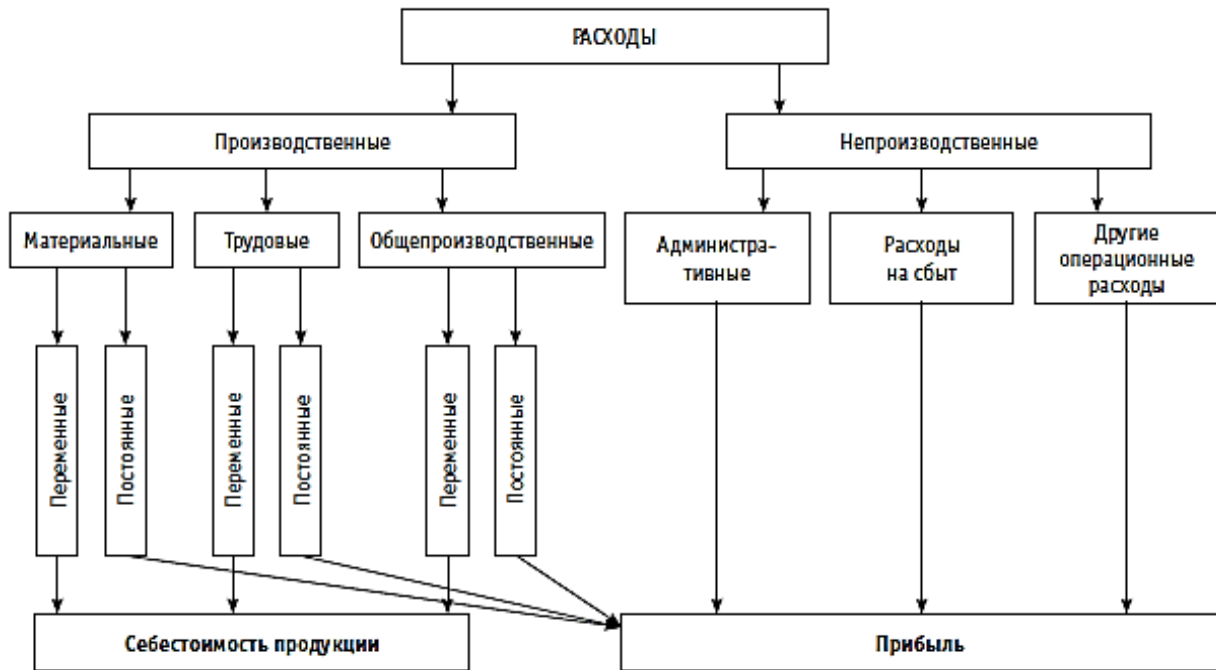 РАСХОДЫ
Производственные
Непроизводственные
Материальные
Трудовые
Общепроизводственные
Администра-
тивные
Расходы
на сбыт
Другие
операционные
расходы
Переменные
Постоянные
Переменные
Постоянные
Переменные
Постоянные
Себестоимость продукции
Прибыль